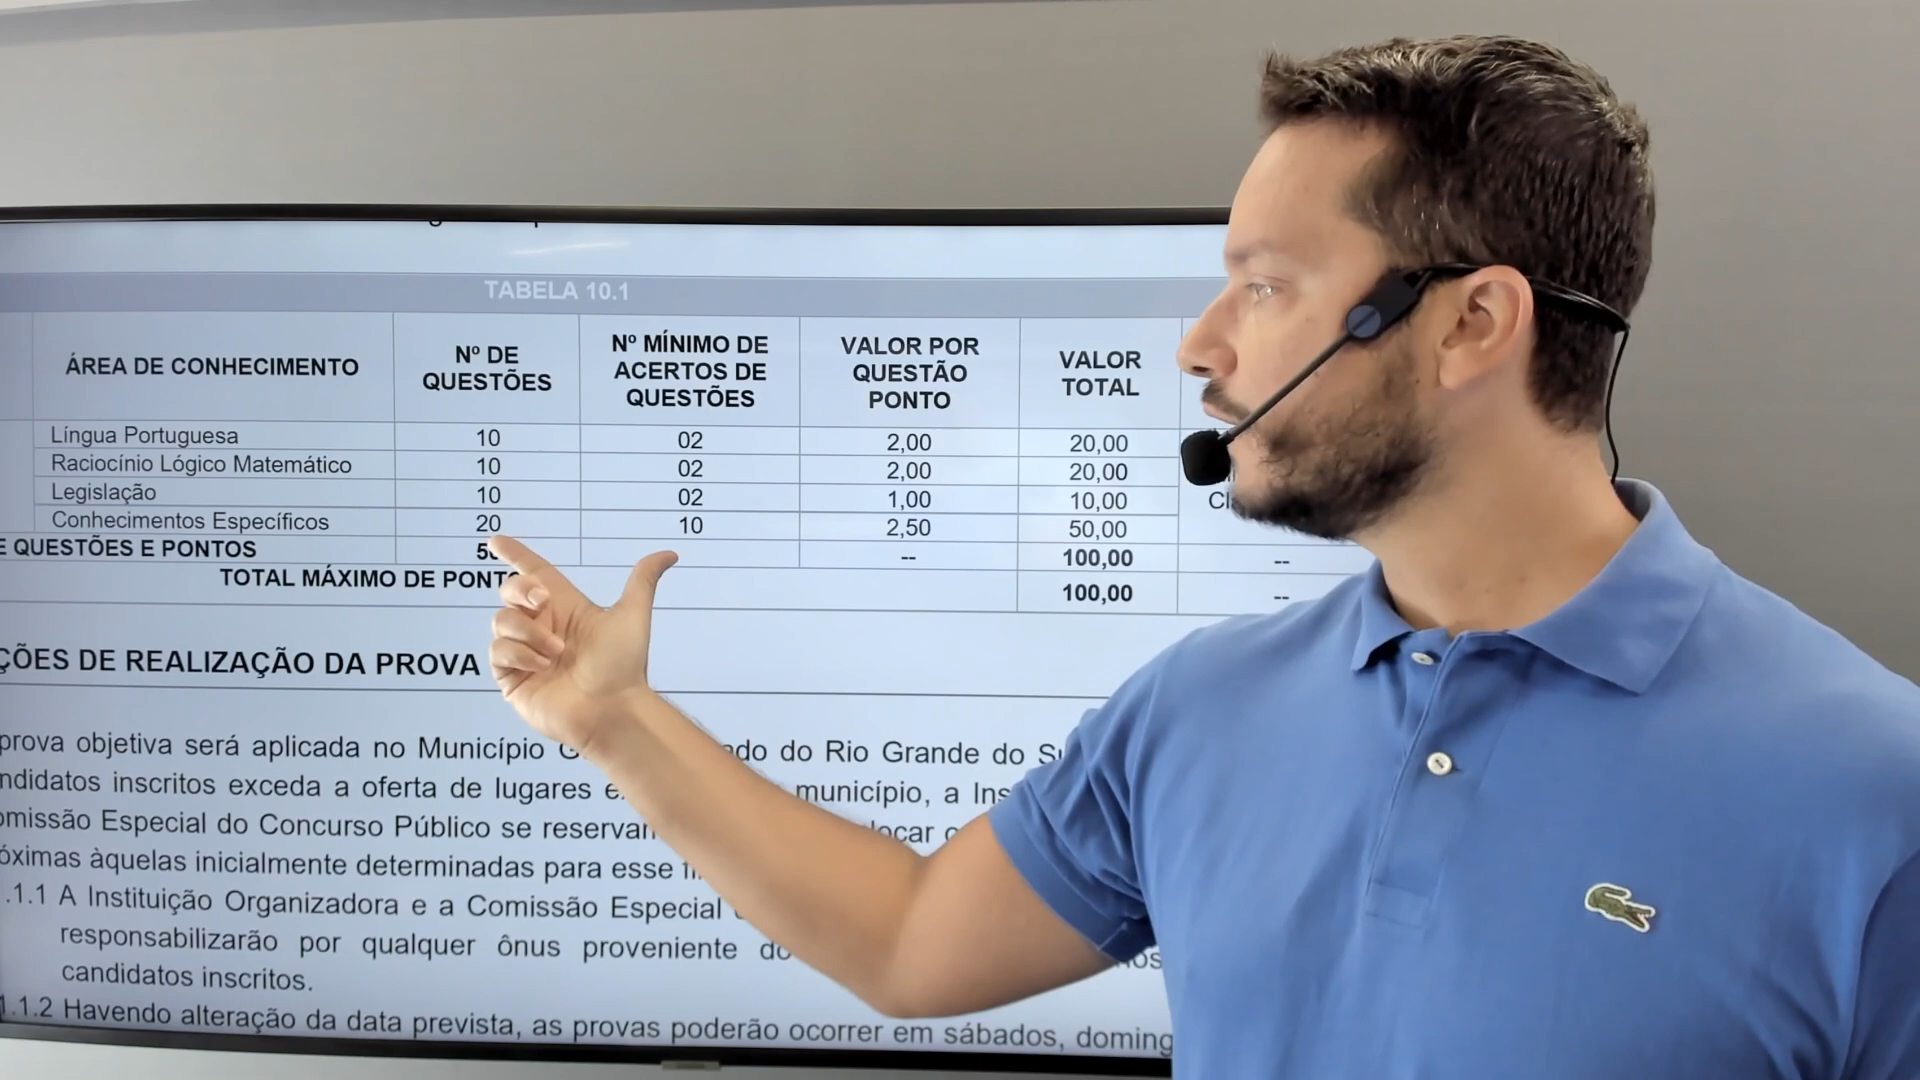 TABELA 10.1
ÁREA DE CONHECIMENTO Nº DE QUESTÕES Nº MÍNIMO DE ACERTOS DE QUESTÕES VALOR POR QUESTÃO PONTO VALOR TOTAL
Língua Portuguesa 10 02 2,00 20,00
Raciocínio Lógico Matemático 10 02 2,00 20,00
Legislação 10 02 1,00 10,00
Conhecimentos Específicos 20 10 2,50 50,00
E QUESTÕES E PONTOS -- 100,00 --
TOTAL MÁXIMO DE 100,00 --
ÇÕES DE REALIZAÇÃO DA PROVA
prova objetiva será aplicada no Município do Rio Grande do
ndidatos inscritos exceda a oferta de lugares município, a
omissão Especial do Concurso Público se
óximas àquelas inicialmente determinadas para esse
.1.1 A Instituição Organizadora e a Comissão Especial
responsabilizarão por qualquer ônus proveniente
candidatos inscritos.
1.1.2 Havendo alteração da data prevista, as provas poderão ocorrer em sábados, doming